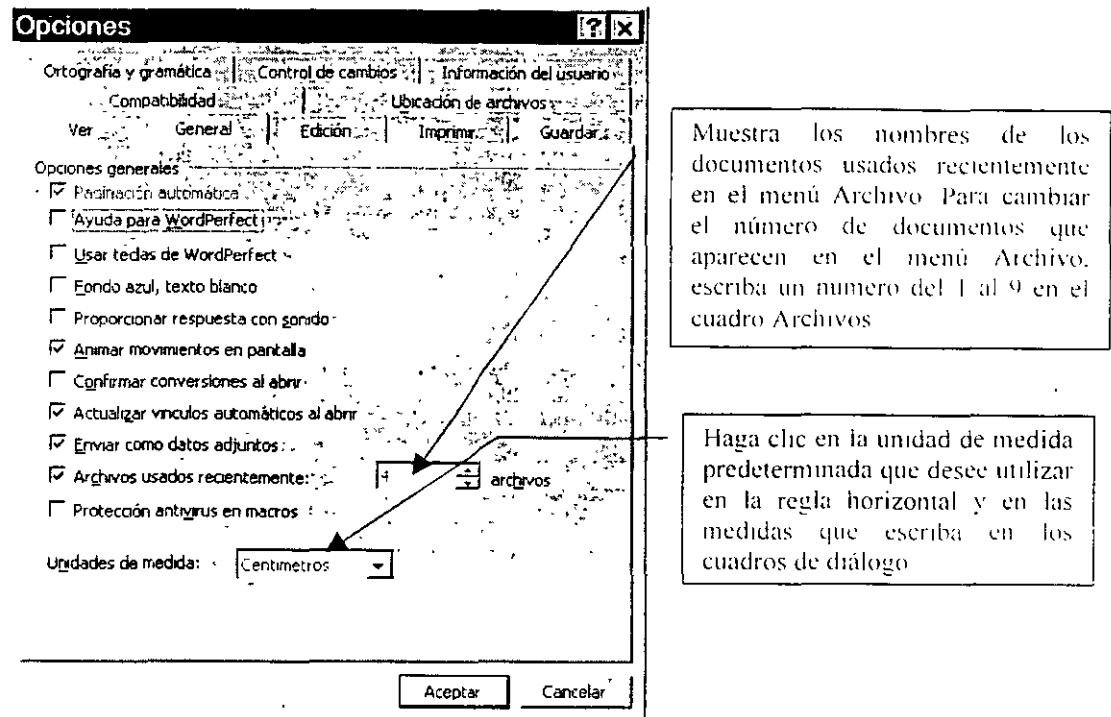 Opciones
Ortografía y gramática Control de cambios Información del usuario
Compatibilidad Ubicación de archivos
Ver General Edición Imprimir Guardar
Opciones generales
Paginación automática
Ayuda para WordPerfect
Usar teclas de WordPerfect
Fondo azul, texto blanco
Proporcionar respuesta con sonido
Animar movimientos en pantalla
Confirmar conversiones al abrir
Actualizar vínculos automáticos al abrir
Enviar como datos adjuntos:
Archivos usados recientemente: 4 archivos
Protección antivirus en macros
Unidades de medida: Centímetros
Aceptar Cancelar
Muestra los nombres de los
documentos usados recientemente
en el menú Archivo. Para cambiar
el número de documentos que
aparecen en el menú Archivo,
escriba un numero del 1 al 9 en el
cuadro Archivos
Haga clic en la unidad de medida
predeterminada que desee utilizar
en la regla horizontal y en las
medidas que escriba en los
cuadros de diálogo